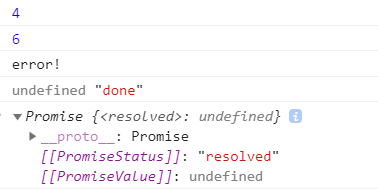 4
6
error!
undefined "done"
Promise {<resolved>: undefined} i
__proto__: Promise
[[PromiseStatus]]: "resolved"
[[PromiseValue]]: undefined